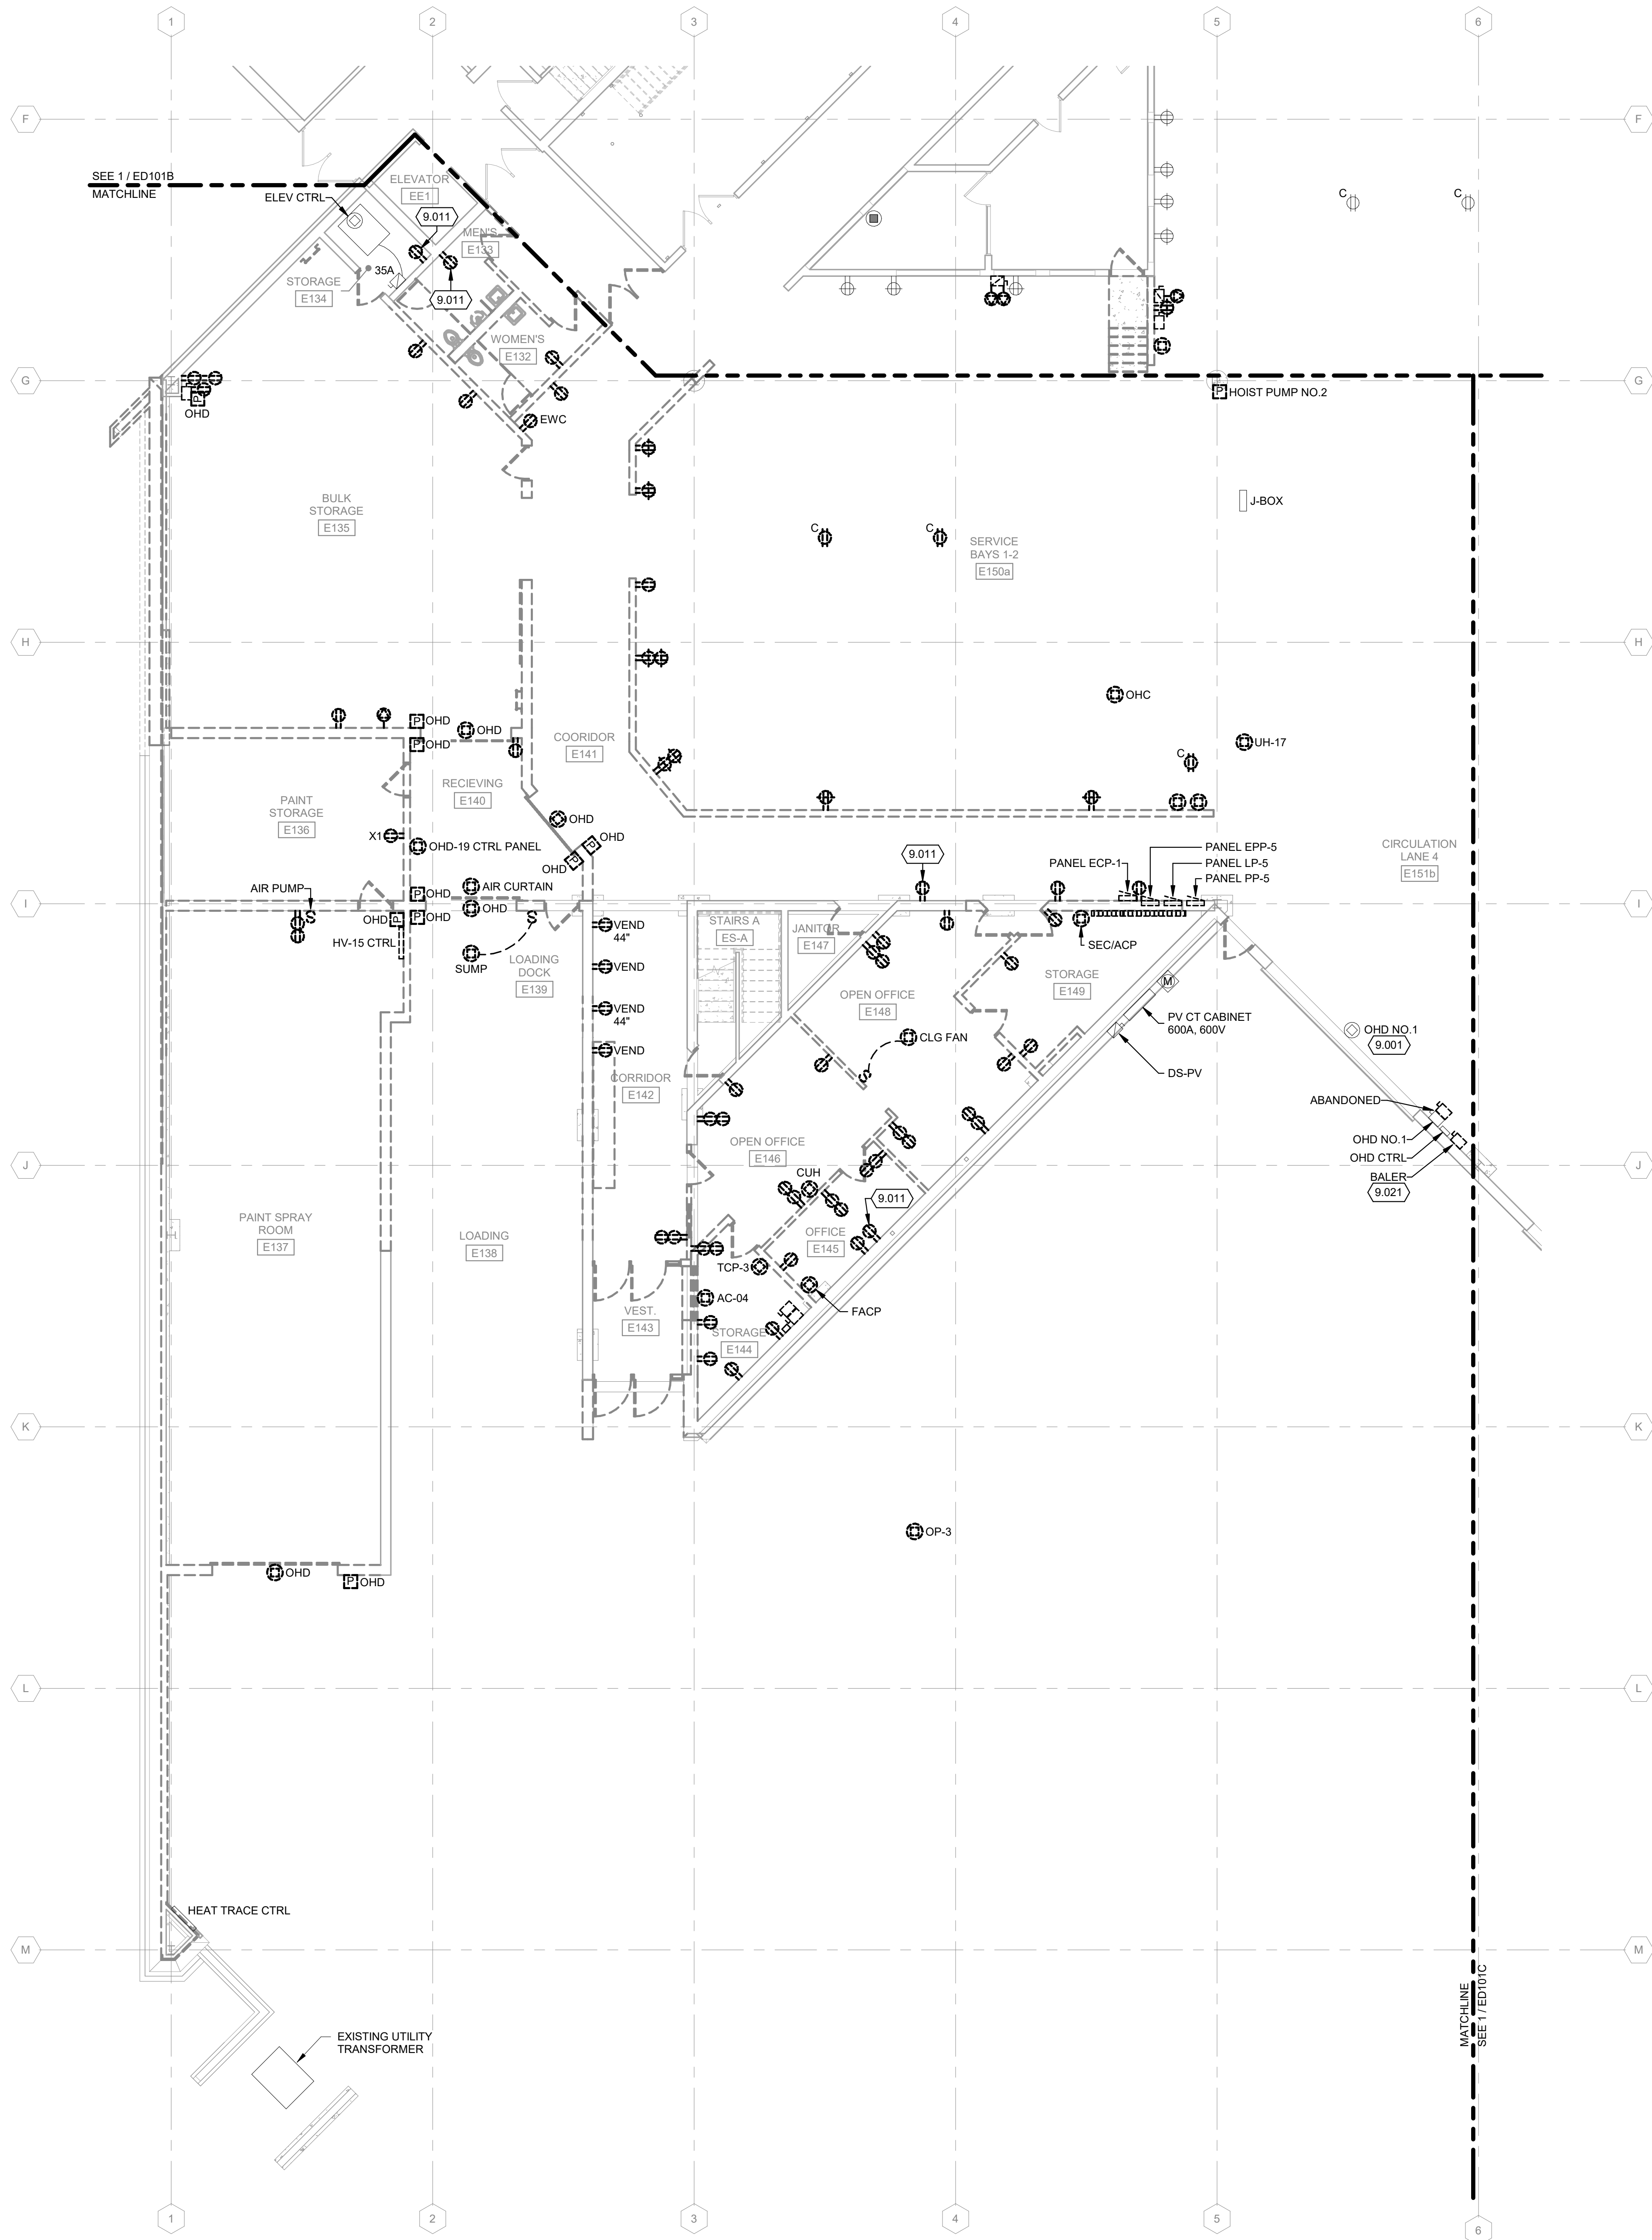 1
2
3
4
5
6
F
F
SEE 1 / ED101B
MATCHLINE
ELEVATOR
EE1
ELEV CTRL
9.011
C
C
MEN'S
E133
35A
STORAGE
E134
9.011
WOMEN'S
E132
G
G
P
OHD
P
HOIST PUMP NO.2
EWC
BULK
STORAGE
E135
J-BOX
C
C
SERVICE
BAYS 1-2
E150a
H
H
OHC
P
OHD
OHD
P
OHD
COORIDOR
E141
UH-17
C
RECIEVING
E140
PAINT
STORAGE
E136
X1
OHD
OHD-19 CTRL PANEL
P
OHD
P
OHD
9.011
PANEL ECP-1
PANEL EPP-5
PANEL LP-5
PANEL PP-5
CIRCULATION
LANE 4
E151b
AIR PUMP
P
OHD
AIR CURTAIN
I
I
S
OHD
P
P
OHD
OHD
S
HV-15 CTRL
SUMP
VEND
44"
STAIRS A
ES-A
JANITOR
E147
SEC/ACP
LOADING
DOCK
E139
VEND
STORAGE
E149
M
OPEN OFFICE
E148
VEND
44"
PV CT CABINET
600A, 600V
CLG FAN
OHD NO.1
9.001
VEND
S
DS-PV
CORRIDOR
E142
ABANDONED
OPEN OFFICE
E146
OHD NO.1
OHD CTRL
J
J
CUH
BALER
9.021
9.011
PAINT SPRAY
ROOM
E137
LOADING
E138
OFFICE
E145
TCP-3
AC-04
FACP
VEST.
E143
STORAGE
E144
K
K
OP-3
OHD
P
OHD
L
L
HEAT TRACE CTRL
M
M
MATCHLINE
SEE 1 / ED101C
EXISTING UTILITY
TRANSFORMER
1
2
3
4
5
6